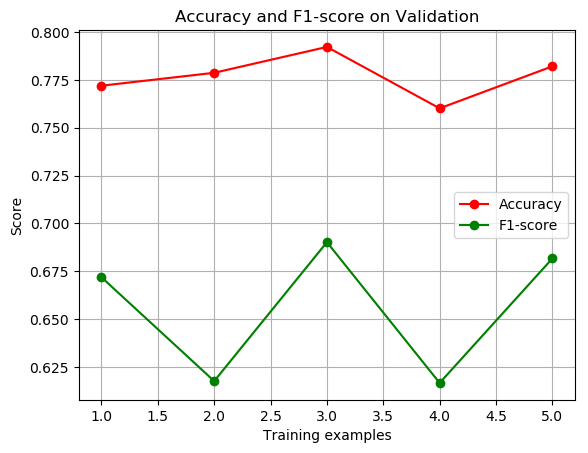 Accuracy and F1-score on Validation
0.800
0.775
0.750
0.725
0.700
0.675
0.650
0.625
Score
Accuracy
F1-score
1.0 1.5 2.0 2.5 3.0 3.5 4.0 4.5 5.0
Training examples